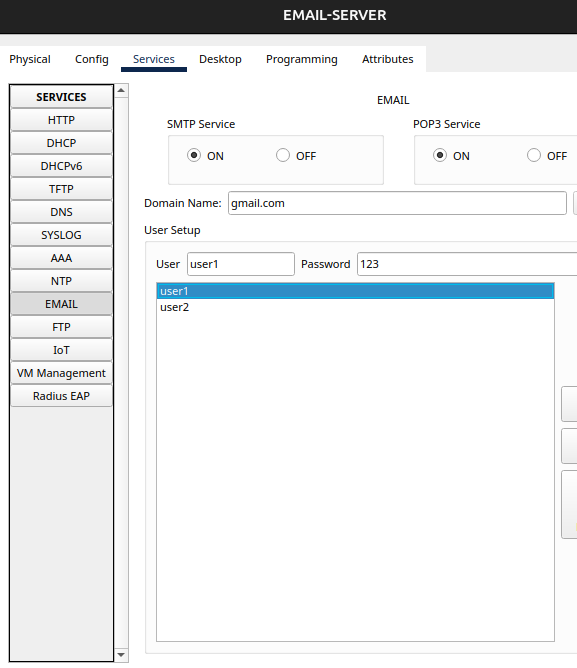 EMAIL-SERVER
Physical Config Services Desktop Programming Attributes
SERVICES
HTTP
DHCP
DHCPv6
TFTP
DNS
SYSLOG
AAA
NTP
EMAIL
FTP
IoT
VM Management
Radius EAP
EMAIL
SMTP Service POP3 Service
ON OFF ON OFF
Domain Name: gmail.com
User Setup
User user1 Password 123
user1
user2